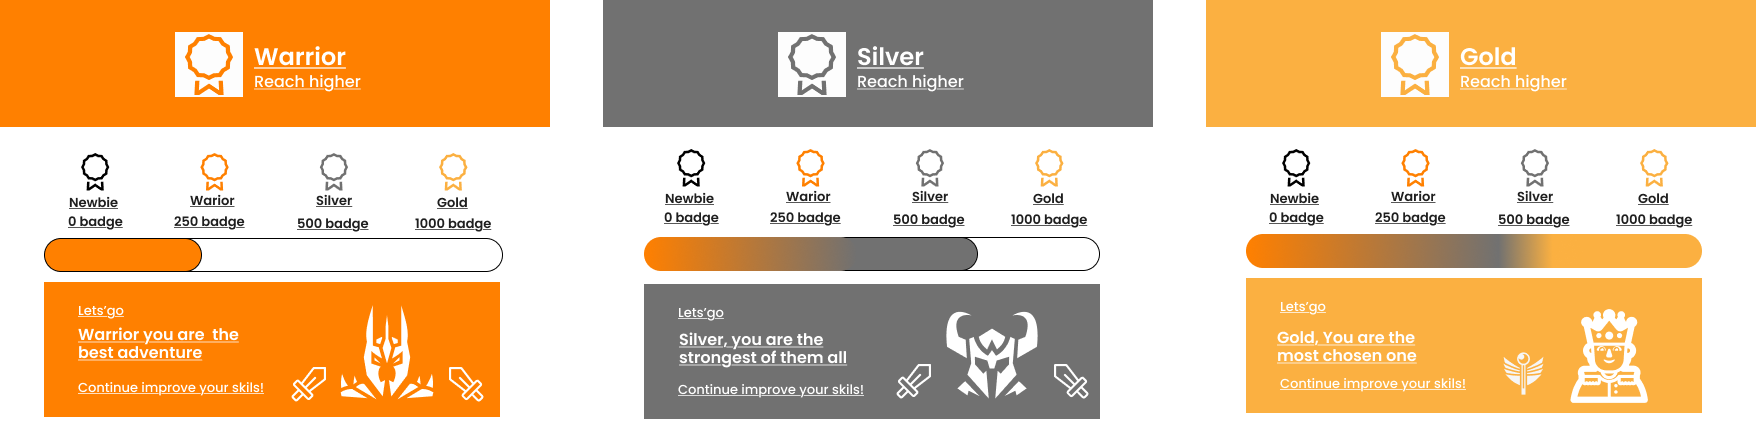 Warrior
Reach higher
Newbie
0 badge
Warior
250 badge
Silver
500 badge
Gold
1000 badge
Lets'go
Warrior you are  the
best adventure
Continue improve your skils!
Silver
Reach higher
Newbie
0 badge
Warior
250 badge
Silver
500 badge
Gold
1000 badge
Lets'go
Silver, you are the
strongest of them all
Continue improve your skils!
Gold
Reach higher
Newbie
0 badge
Warior
250 badge
Silver
500 badge
Gold
1000 badge
Lets'go
Gold, You are the
most chosen one
Continue improve your skils!